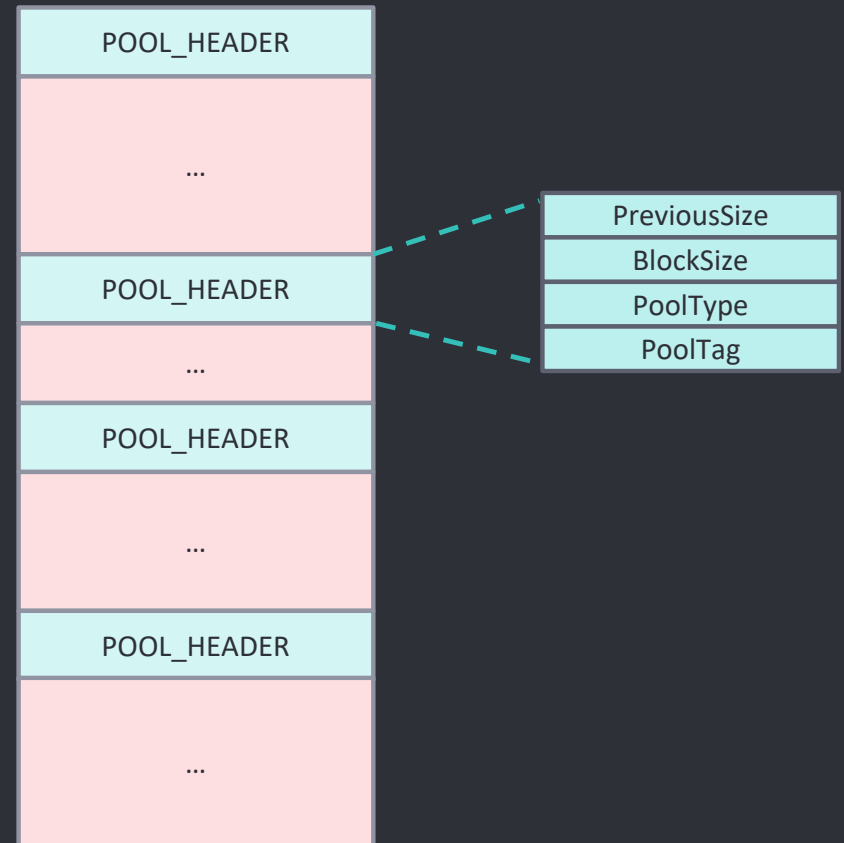 POOL_HEADER
...
POOL_HEADER
...
POOL_HEADER
...
POOL_HEADER
...
PreviousSize
BlockSize
PoolType
PoolTag